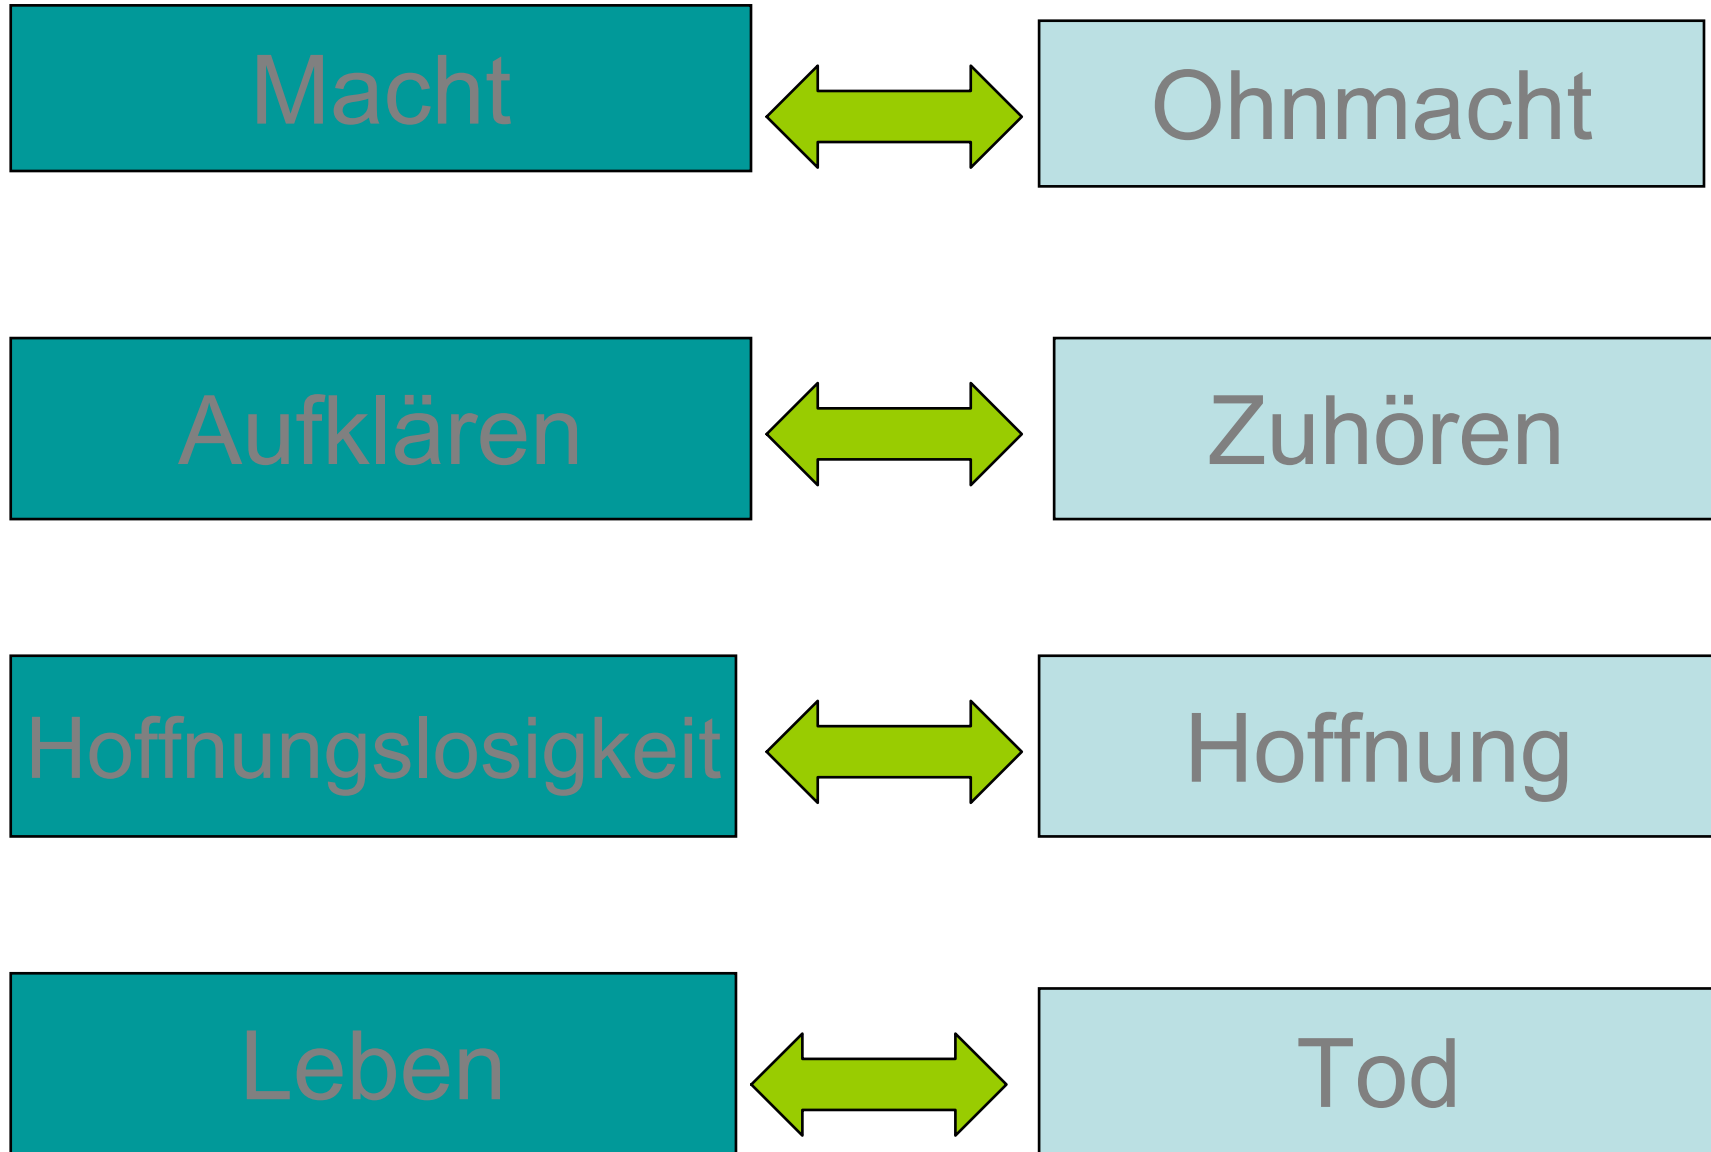 Macht
Ohnmacht
Aufklären
Zuhören
Hoffnungslosigkeit
Hoffnung
Leben
Tod